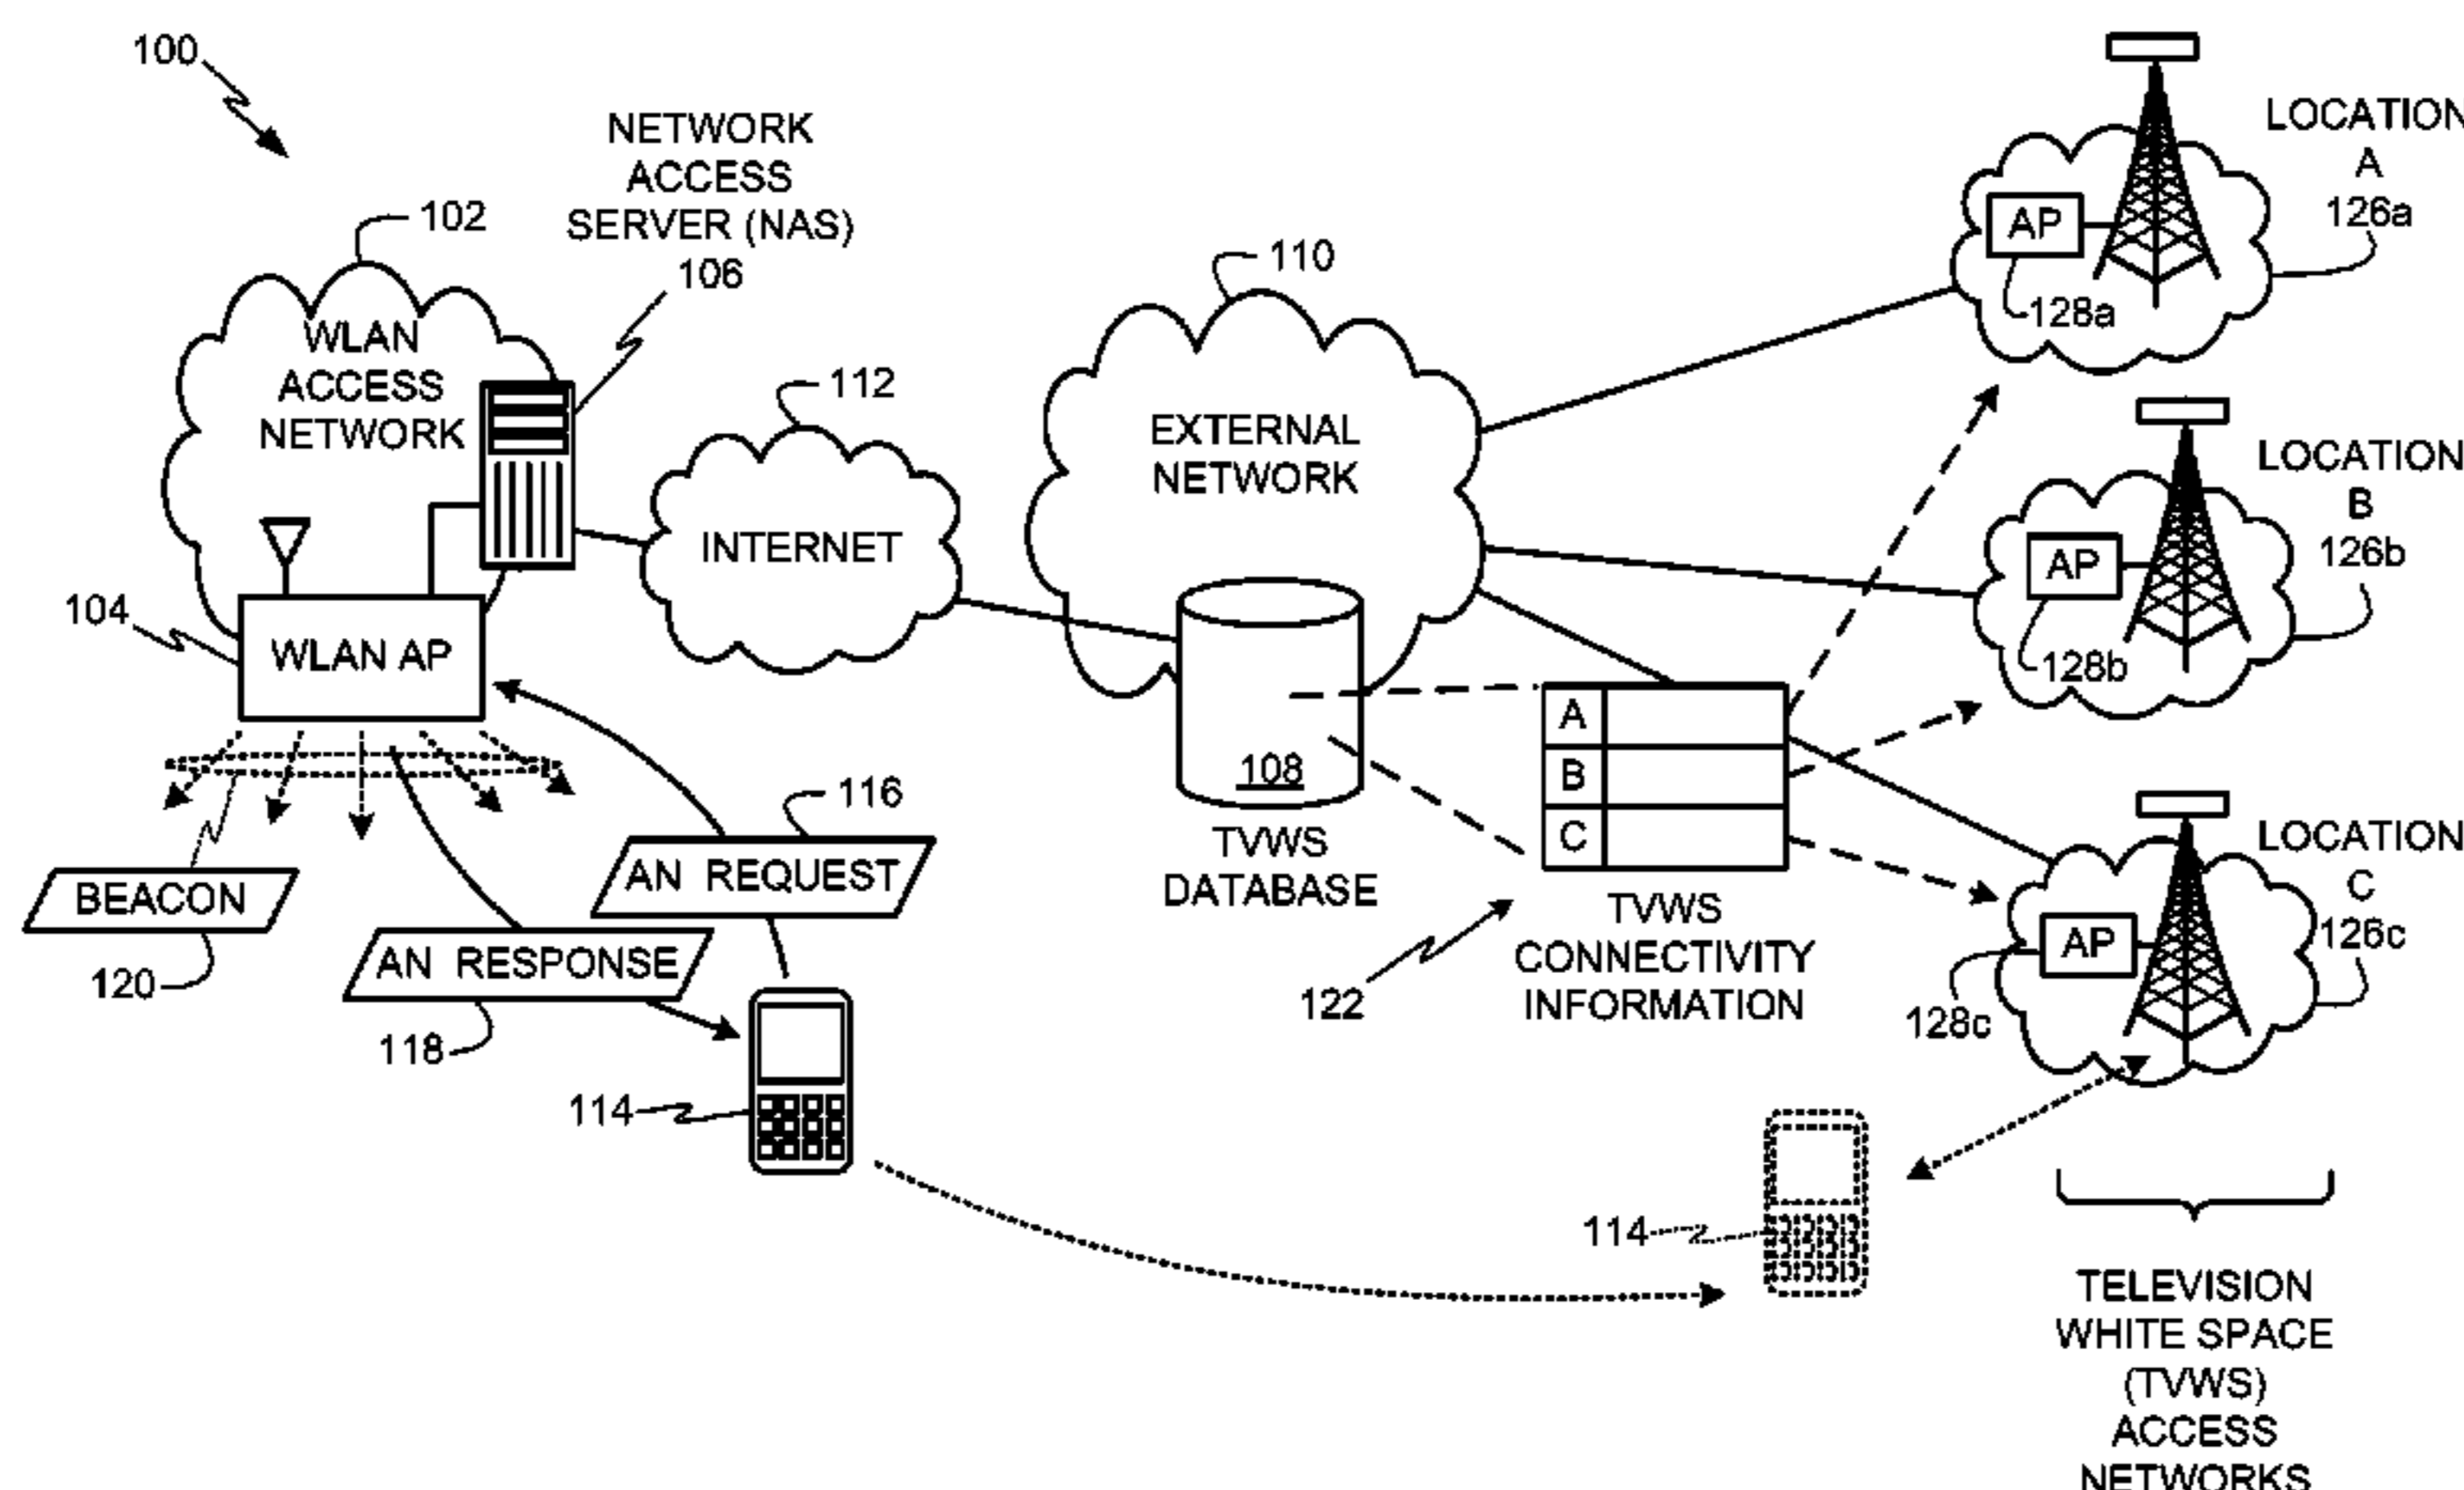 100
NETWORK
ACCESS
SERVER (NAS)
106
102
WLAN
ACCESS
NETWORK
104
WLAN AP
112
INTERNET
110
EXTERNAL
NETWORK
108
TVWS
DATABASE
A
B
C
TVWS
CONNECTIVITY
INFORMATION
122
LOCATION
A
126a
AP
128a
LOCATION
B
126b
AP
128b
LOCATION
C
126c
AP
128c
116
AN REQUEST
BEACON
120
AN RESPONSE
118
114
114
TELEVISION
WHITE SPACE
(TVWS)
ACCESS
NETWORKS